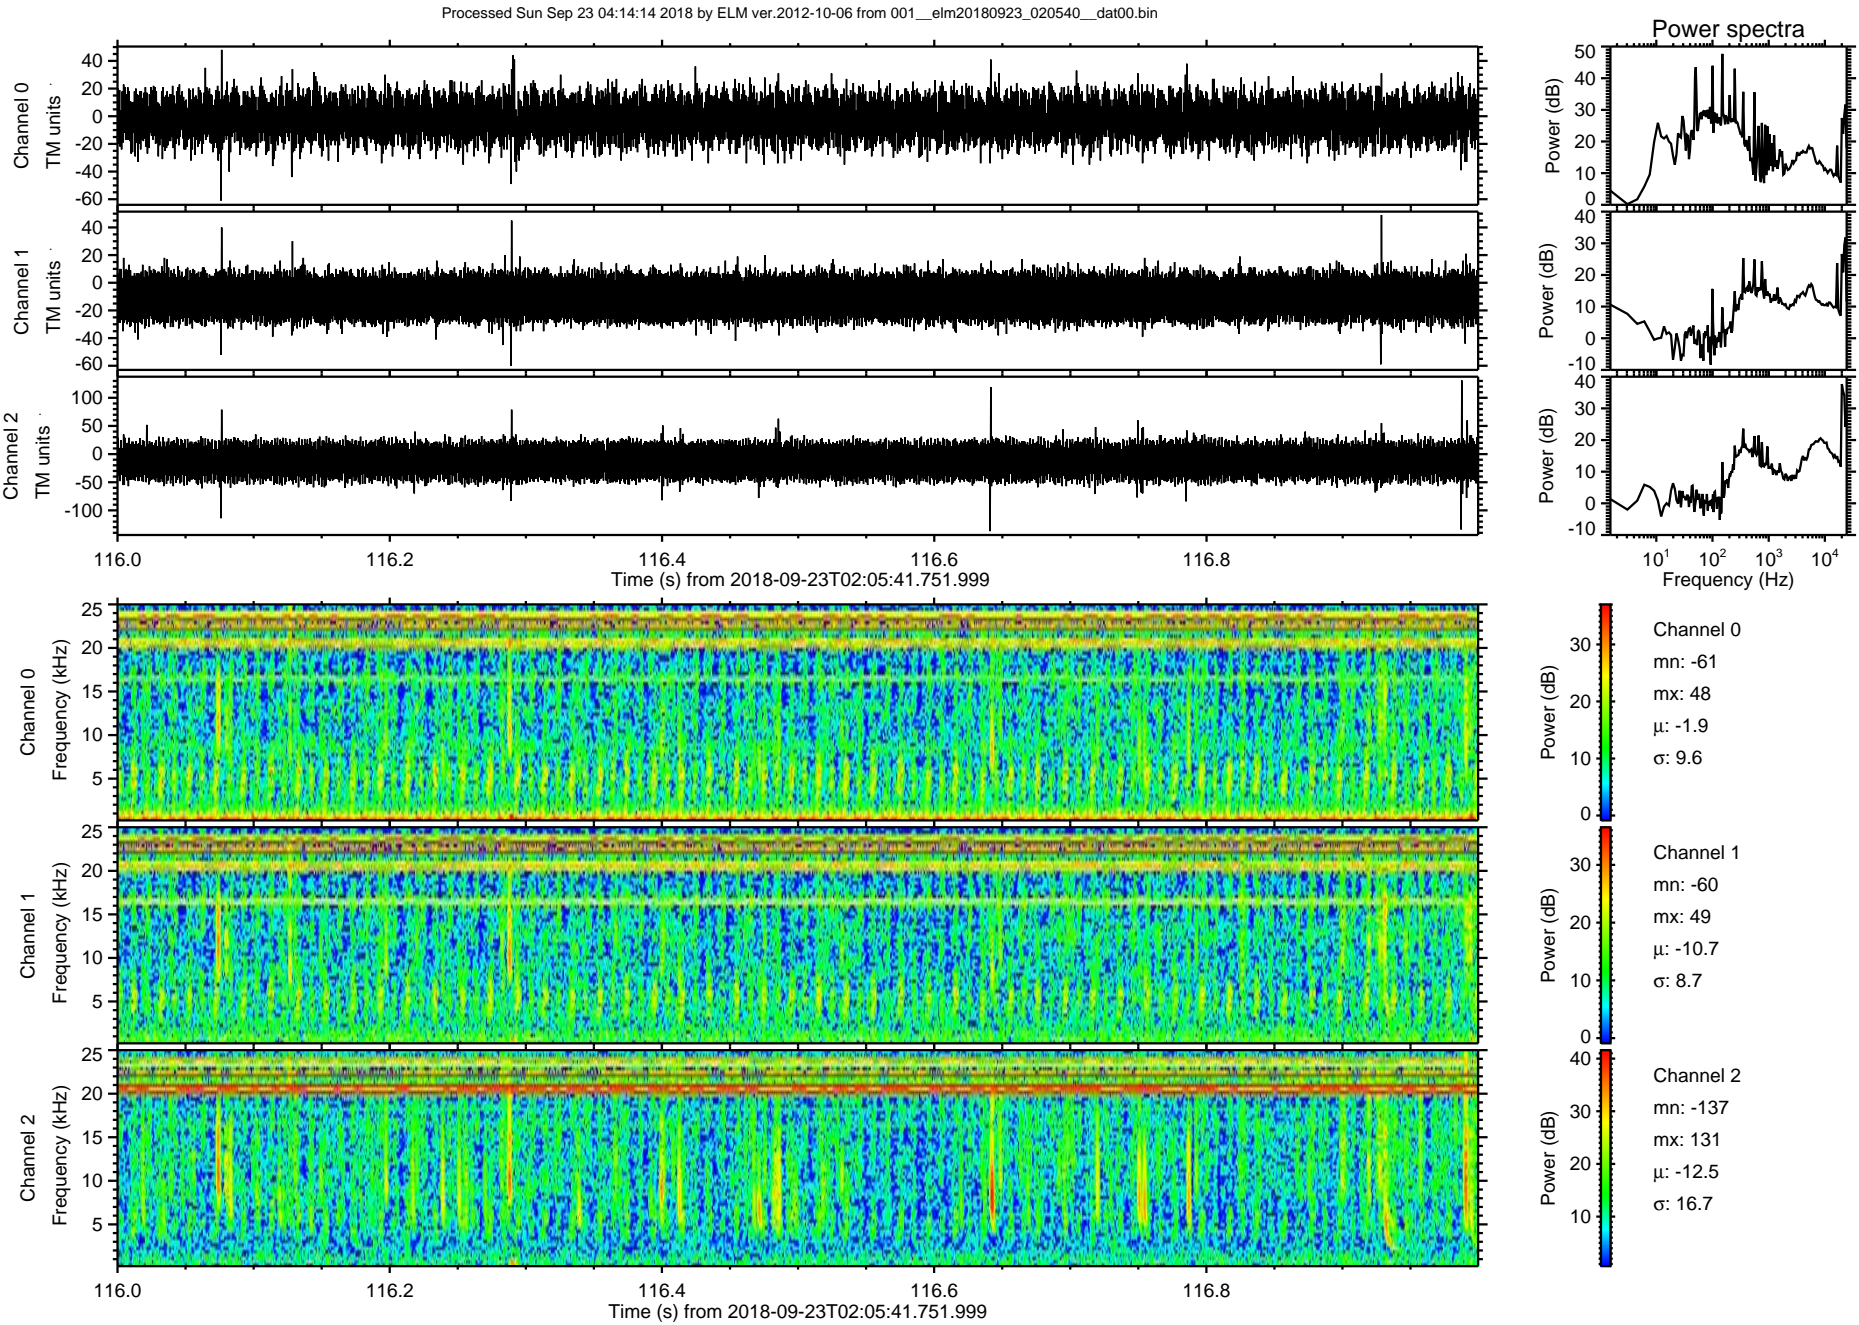 Processed Sun Sep 23 04:14:14 2018 by ELM ver.2012-10-06 from 001__elm20180923_020540__dat00.bin
Power spectra
Channel 0
TM units
40
20
0
-20
-40
-60
Power (dB)
50
40
30
20
10
0
Channel 1
TM units
40
20
0
-20
-40
-60
Power (dB)
40
30
20
10
0
-10
Channel 2
TM units
100
50
0
-50
-100
Power (dB)
40
30
20
10
0
-10
116.0 116.2 116.4 116.6 116.8
Time (s) from 2018-09-23T02:05:41.751.999
10¹ 10² 10³ 10⁴
Frequency (Hz)
Channel 0
Frequency (kHz)
25
20
15
10
5
Power (dB)
30
20
10
0
Channel 0
mn: -61
mx: 48
μ: -1.9
σ: 9.6
Channel 1
Frequency (kHz)
25
20
15
10
5
Power (dB)
30
20
10
0
Channel 1
mn: -60
mx: 49
μ: -10.7
σ: 8.7
Channel 2
Frequency (kHz)
25
20
15
10
5
Power (dB)
40
30
20
10
Channel 2
mn: -137
mx: 131
μ: -12.5
σ: 16.7
116.0 116.2 116.4 116.6 116.8
Time (s) from 2018-09-23T02:05:41.751.999